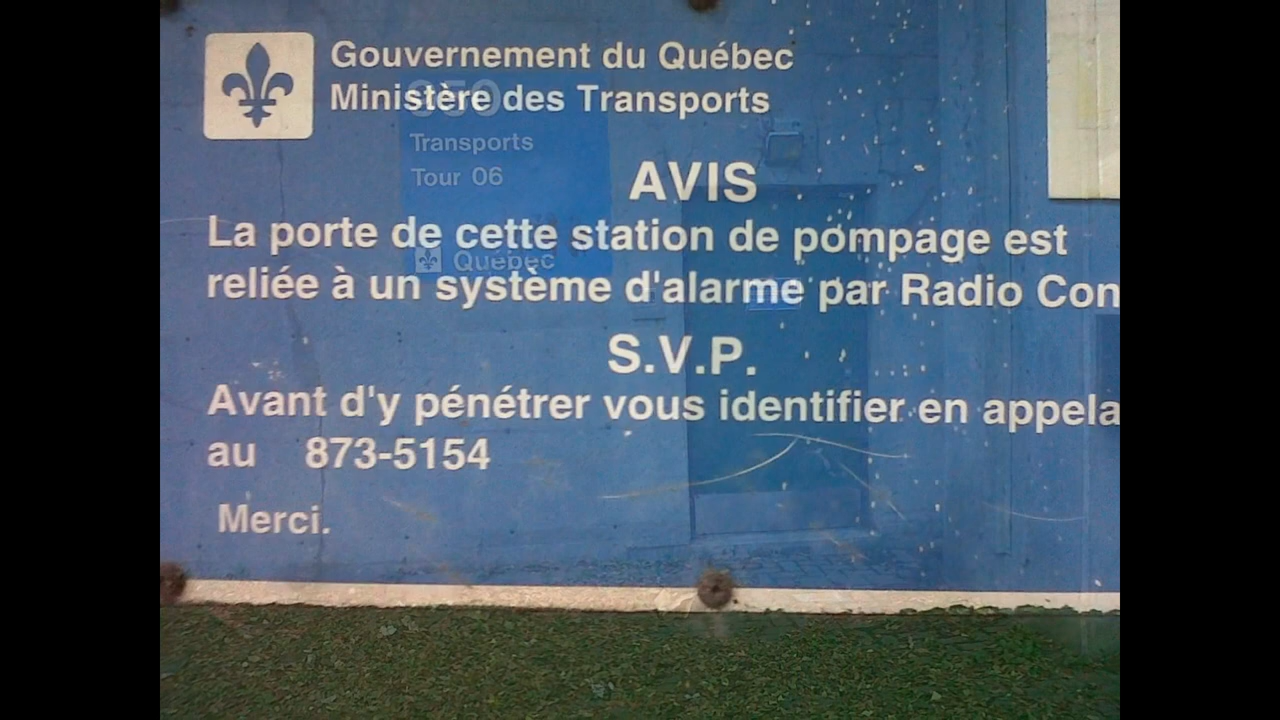 Gouvernement du Québec
Ministère des Transports
Transports
Tour 06
Québec
AVIS
La porte de cette station de pompage est
reliée à un système d'alarme par Radio Con
S.V.P.
Avant d'y pénétrer vous identifier en appela
au 873-5154
Merci.